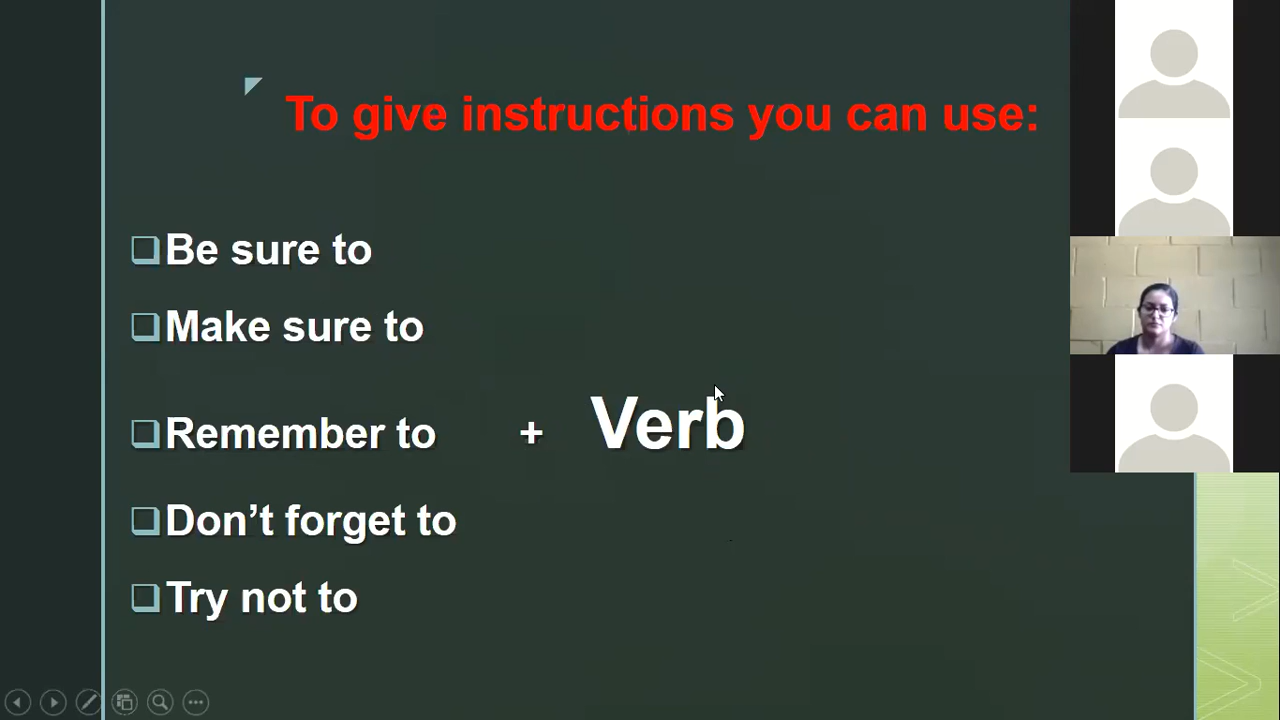 To give instructions you can use:
Be sure to
Make sure to
Remember to + Verb
Don’t forget to
Try not to